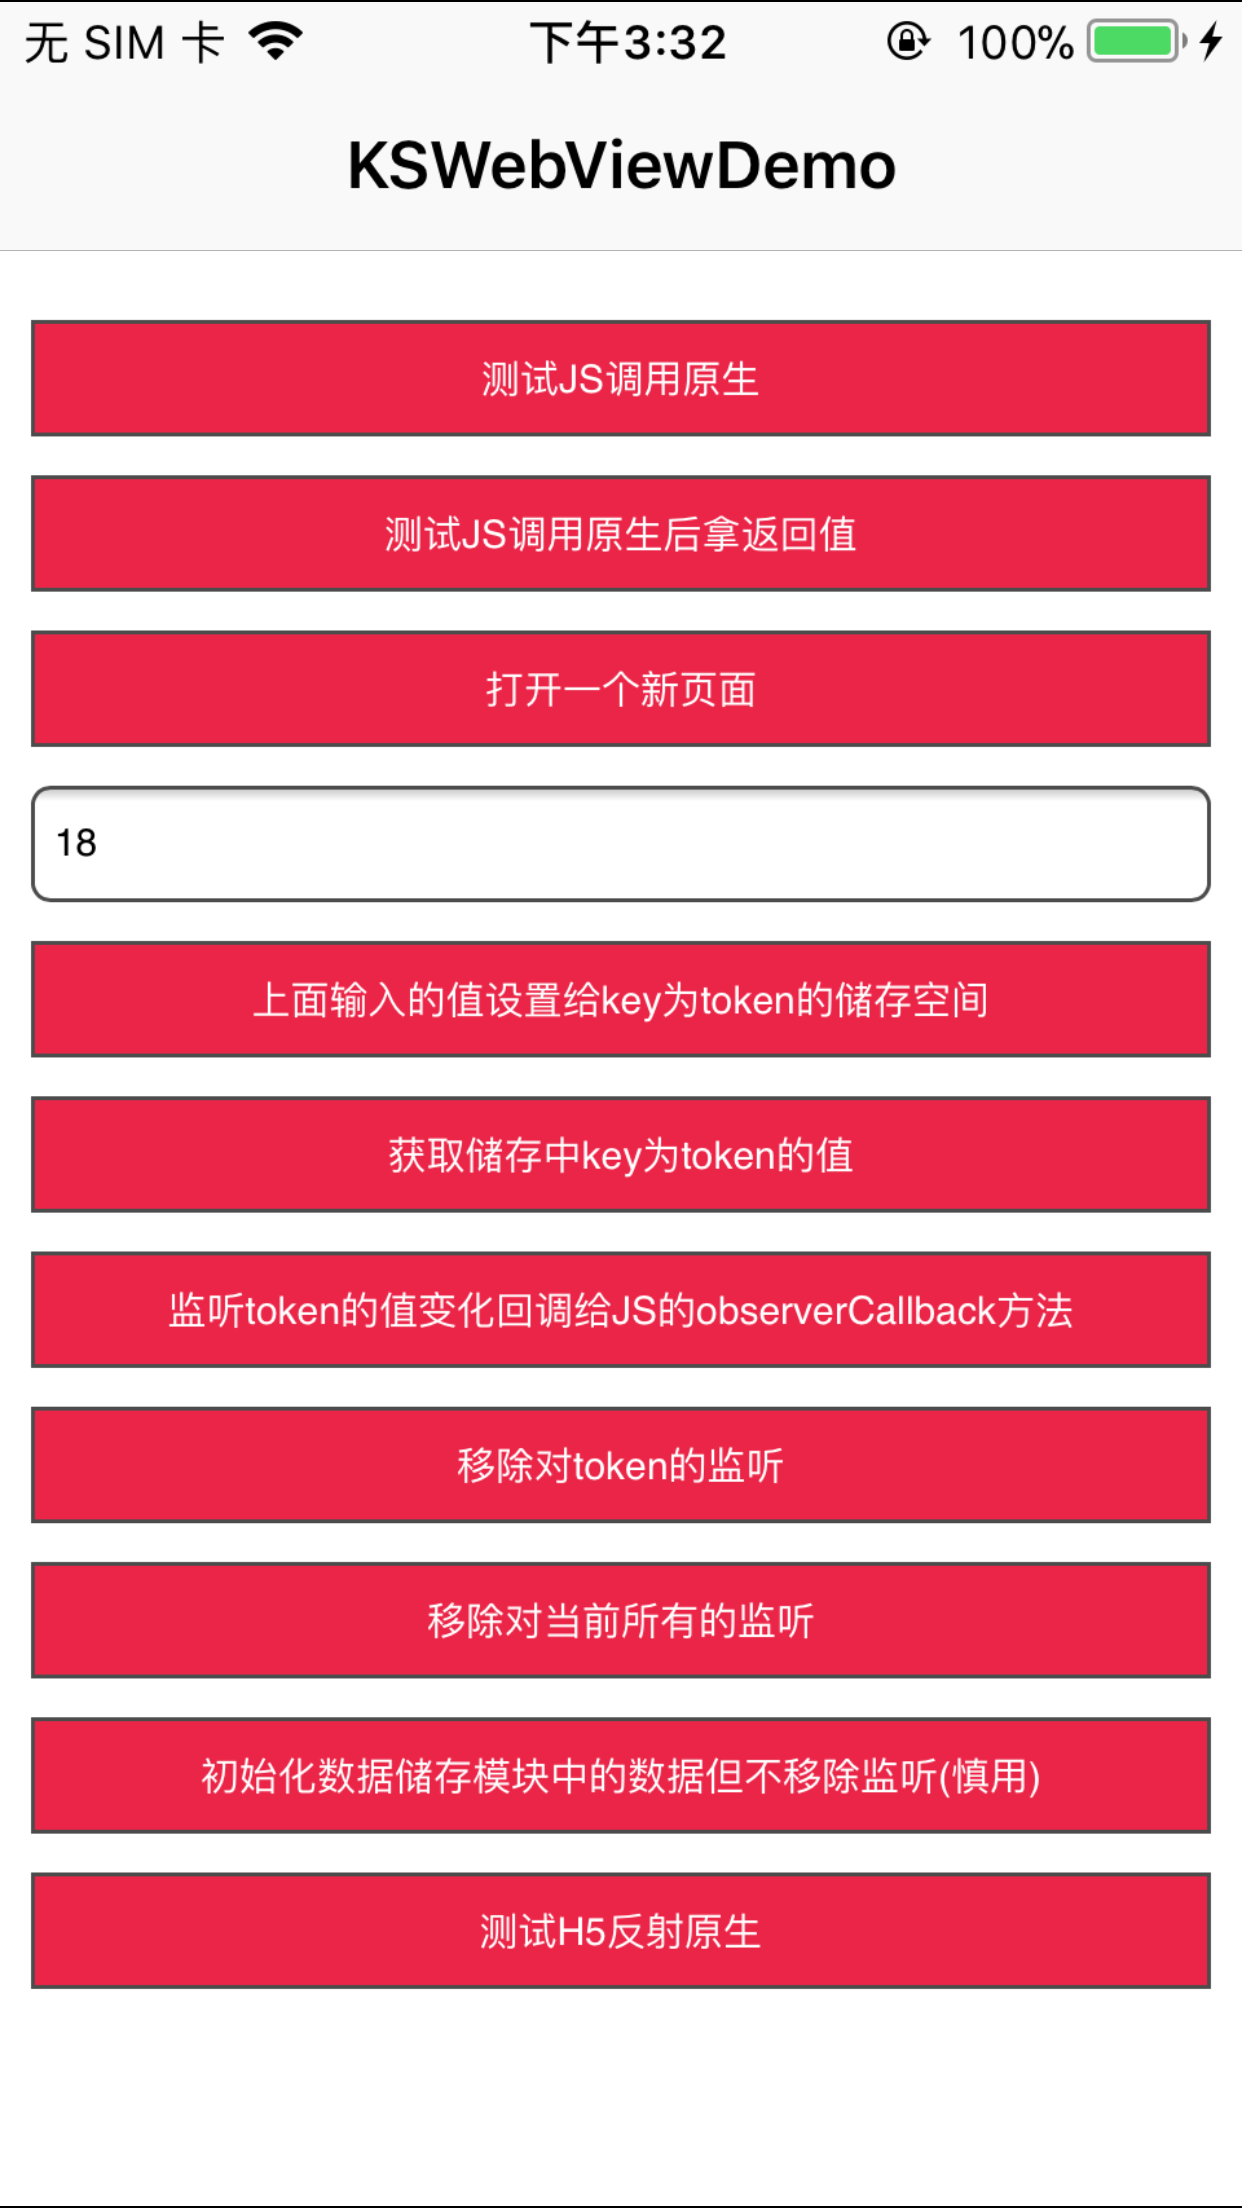 无 SIM 卡
下午3:32
100%
KSWebViewDemo
测试JS调用原生
测试JS调用原生后拿返回值
打开一个新页面
18
上面输入的值设置给key为token的储存空间
获取储存中key为token的值
监听token的值变化回调给JS的observerCallback方法
移除对token的监听
移除对当前所有的监听
初始化数据储存模块中的数据但不移除监听(慎用)
测试H5反射原生